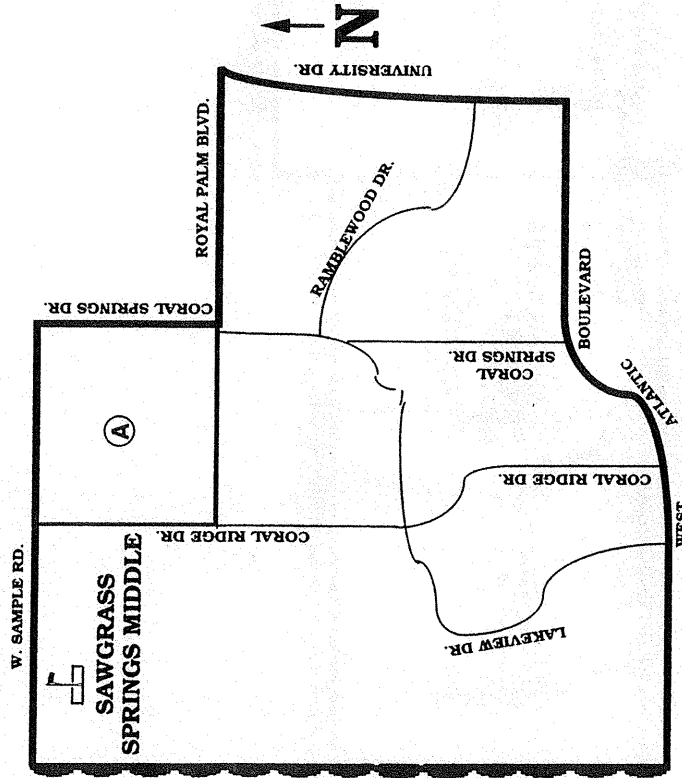 N
UNIVERSITY DR.
ROYAL PALM BLVD.
RAMBLEWOOD DR.
CORAL SPRINGS DR.
BOULEVARD
CORAL
SPRINGS DR.
ATLANTIC
A
CORAL RIDGE DR.
CORAL RIDGE DR.
WEST
W. SAMPLE RD.
SAWGRASS
SPRINGS MIDDLE
LAKEVIEW DR.